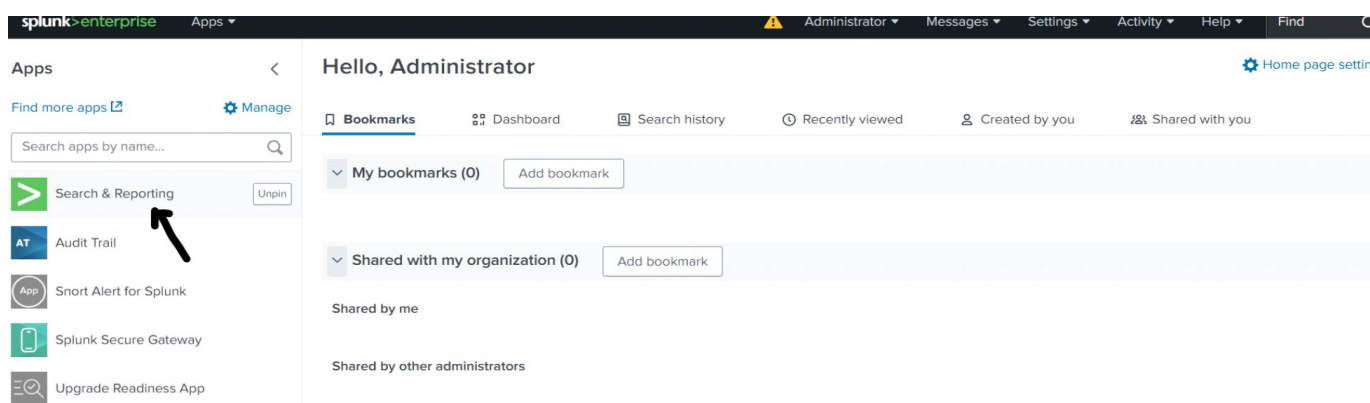 splunk>enterprise Apps Administrator Messages Settings Activity Help Find
Apps
Find more apps Manage
Search apps by name...
Search & Reporting Unpin
AT Audit Trail
App Snort Alert for Splunk
Splunk Secure Gateway
Upgrade Readiness App
Hello, Administrator
Home page settin
Bookmarks Dashboard Search history Recently viewed Created by you Shared with you
My bookmarks (0) Add bookmark
Shared with my organization (0) Add bookmark
Shared by me
Shared by other administrators